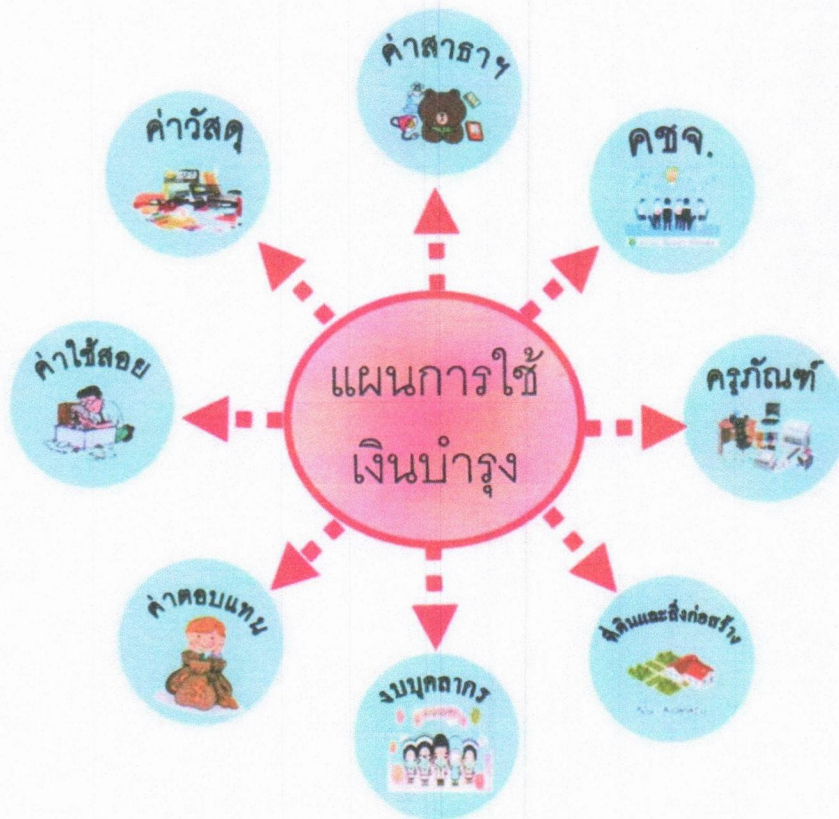 ค่าสาธาฯ
ค่าวัสดุ
คชจ.
ค่าใช้สอย
แผนการใช้
เงินบำรุง
ครุภัณฑ์
ค่าตอบแทน
ที่ดินและสิ่งก่อสร้าง
งบบุคลากร